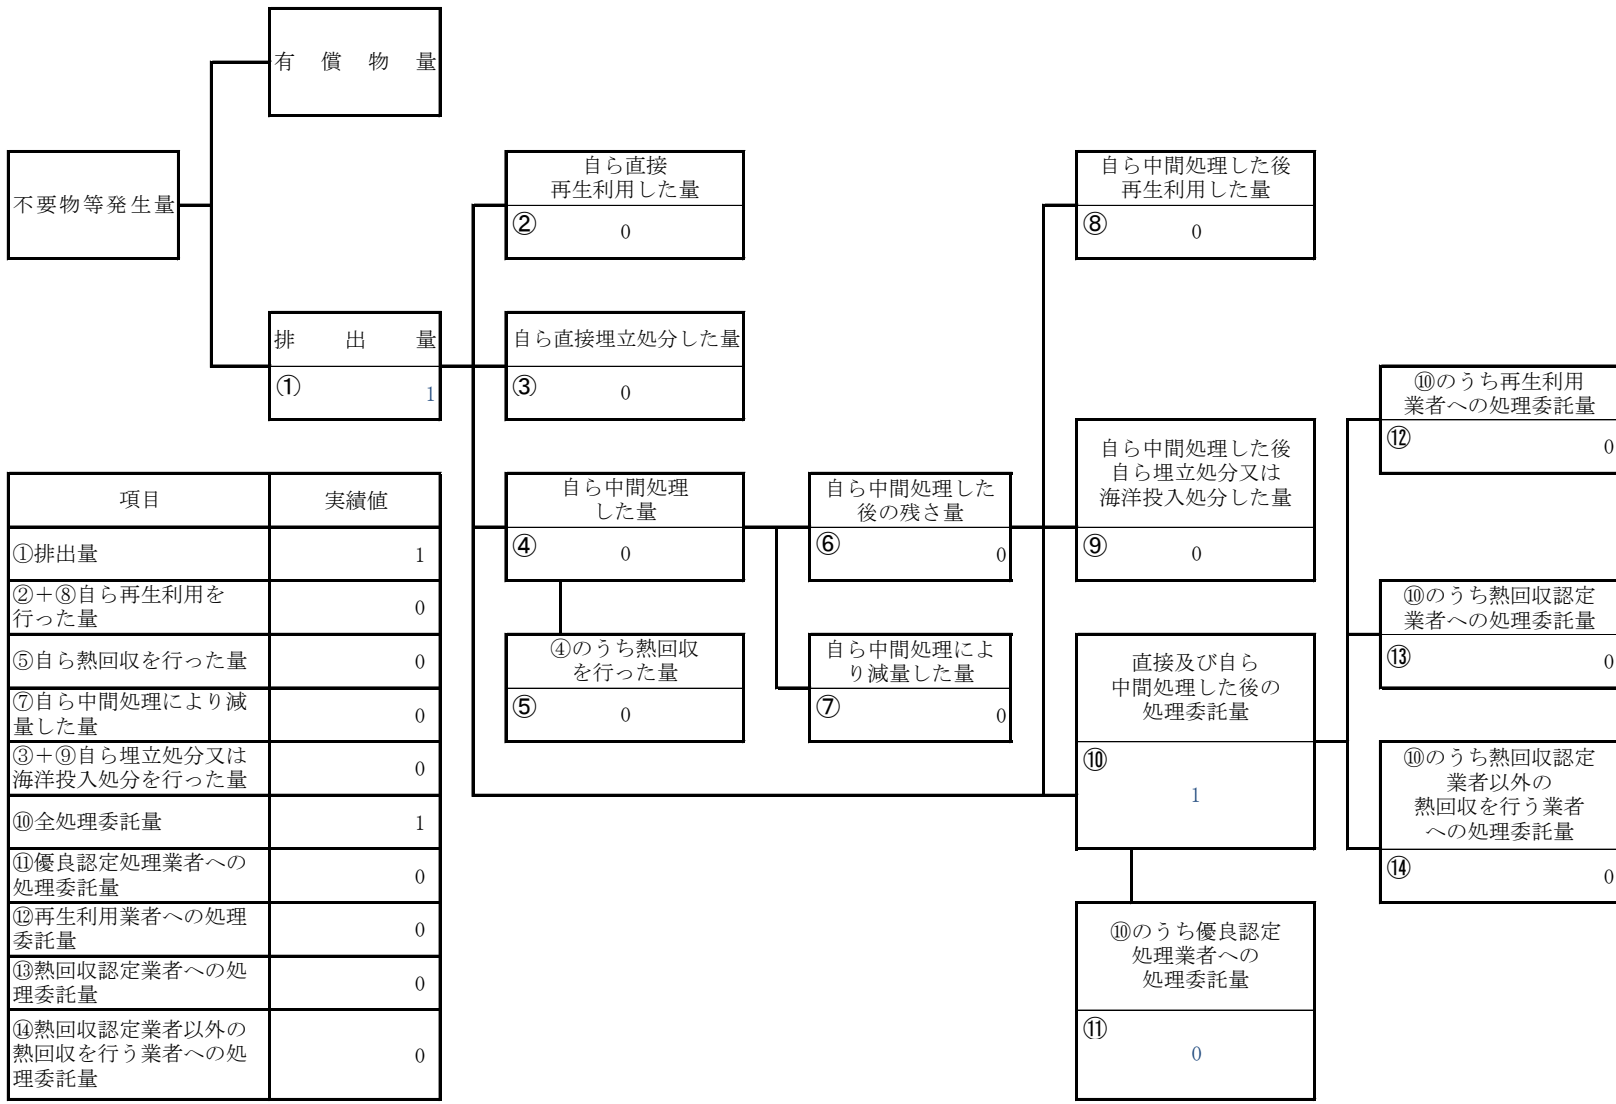 有償物量
不要物等発生量
排出量
① 1
自ら直接
再生利用した量
② 0
自ら直接埋立処分した量
③ 0
自ら中間処理
した量
④ 0
④のうち熱回収
を行った量
⑤ 0
自ら中間処理した
後の残さ量
⑥ 0
自ら中間処理によ
り減量した量
⑦ 0
自ら中間処理した後
再生利用した量
⑧ 0
自ら中間処理した後
自ら埋立処分又は
海洋投入処分した量
⑨ 0
直接及び自ら
中間処理した後の
処理委託量
⑩
1
⑩のうち優良認定
処理業者への
処理委託量
⑪
0
⑩のうち再生利用
業者への処理委託量
⑫ 0
⑩のうち熱回収認定
業者への処理委託量
⑬ 0
⑩のうち熱回収認定
業者以外の
熱回収を行う業者
への処理委託量
⑭ 0
項目 実績値
①排出量 1
②＋⑧自ら再生利用を
行った量 0
⑤自ら熱回収を行った量 0
⑦自ら中間処理により減
量した量 0
③＋⑨自ら埋立処分又は
海洋投入処分を行った量 0
⑩全処理委託量 1
⑪優良認定処理業者への
処理委託量 0
⑫再生利用業者への処理
委託量 0
⑬熱回収認定業者への処
理委託量 0
⑭熱回収認定業者以外の
熱回収を行う業者への処
理委託量 0